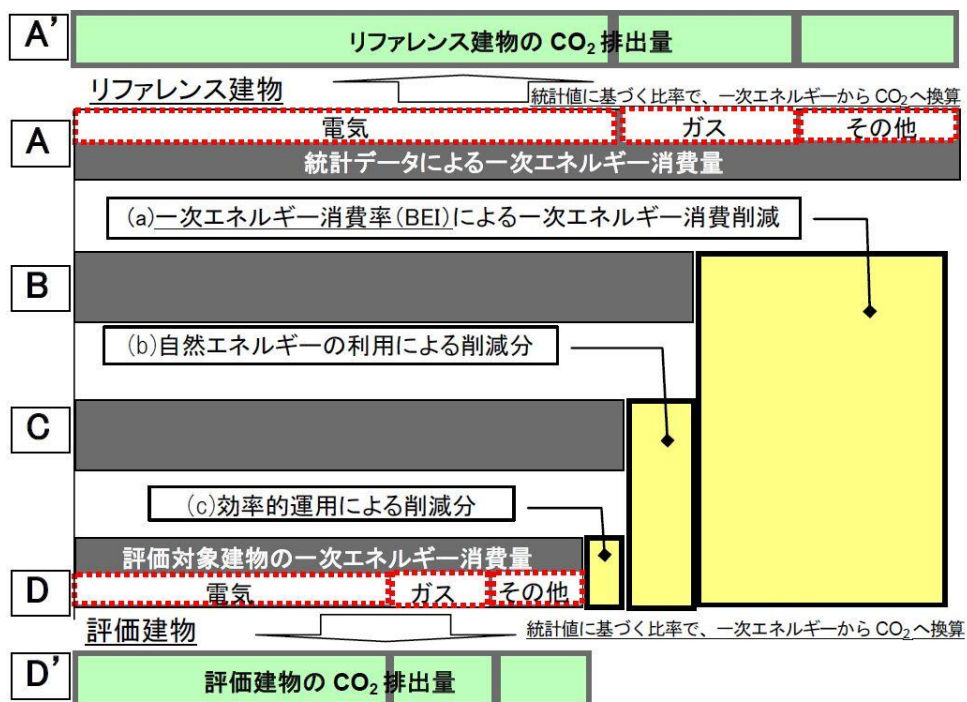 A'
リファレンス建物の CO₂ 排出量
リファレンス建物
統計値に基づく比率で、一次エネルギーから CO₂ へ換算
A
電気
ガス
その他
統計データによる一次エネルギー消費量
(a)一次エネルギー消費率(BEI)による一次エネルギー消費削減
B
(b)自然エネルギーの利用による削減分
C
(c)効率的運用による削減分
評価対象建物の一次エネルギー消費量
D
電気
ガス
その他
評価建物
統計値に基づく比率で、一次エネルギーから CO₂ へ換算
D'
評価建物の CO₂ 排出量